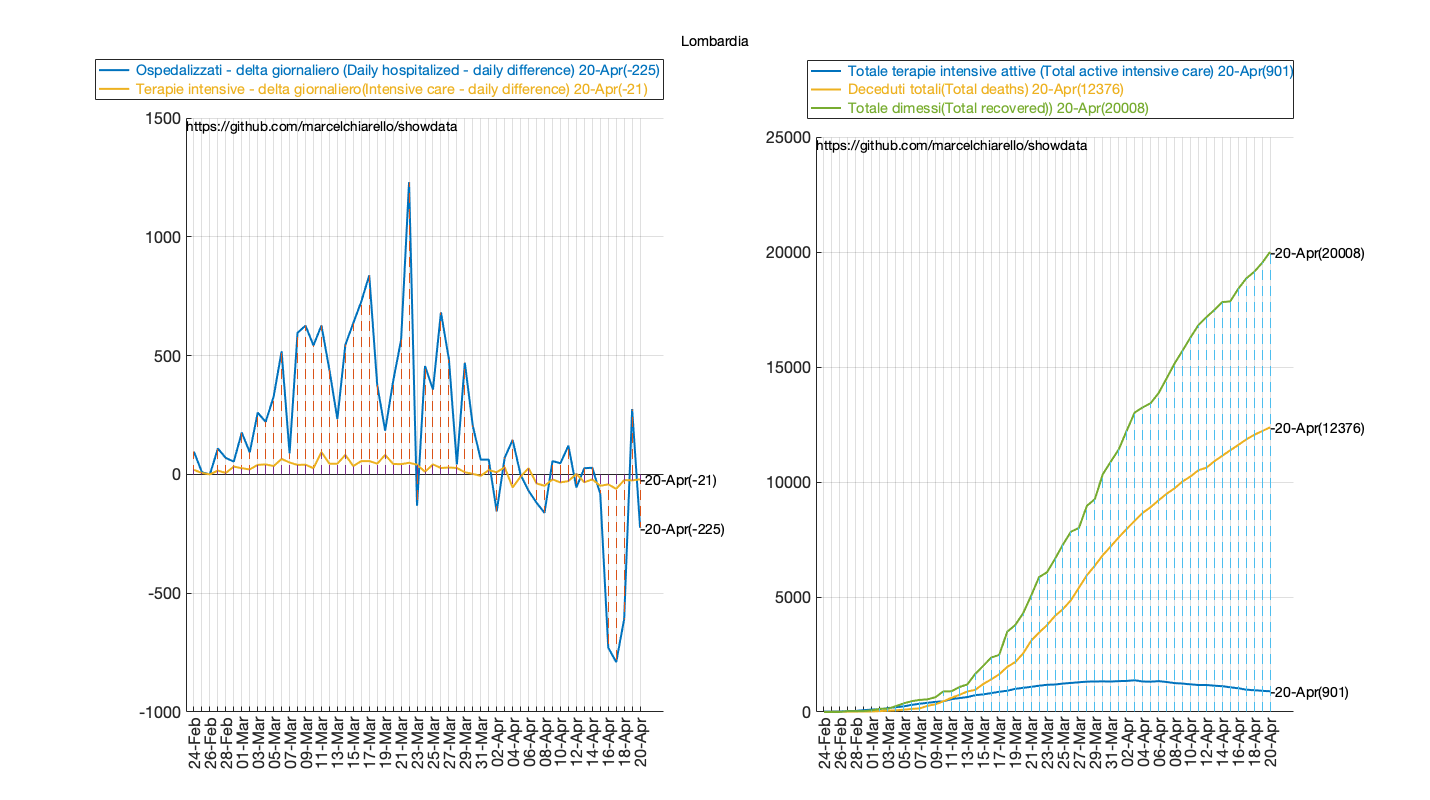 Lombardia
Ospedalizzati - delta giornaliero (Daily hospitalized - daily difference) 20-Apr(-225)
Terapie intensive - delta giornaliero(Intensive care - daily difference) 20-Apr(-21)
1500
https://github.com/marcelchiarello/showdata
1000
500
0
-500
-1000
-20-Apr(-21)
-20-Apr(-225)
24-Feb
26-Feb
28-Feb
01-Mar
03-Mar
05-Mar
07-Mar
09-Mar
11-Mar
13-Mar
15-Mar
17-Mar
19-Mar
21-Mar
23-Mar
25-Mar
27-Mar
29-Mar
31-Mar
02-Apr
04-Apr
06-Apr
08-Apr
10-Apr
12-Apr
14-Apr
16-Apr
18-Apr
20-Apr
Totale terapie intensive attive (Total active intensive care) 20-Apr(901)
Deceduti totali(Total deaths) 20-Apr(12376)
Totale dimessi(Total recovered)) 20-Apr(20008)
25000
https://github.com/marcelchiarello/showdata
20000
15000
10000
5000
0
-20-Apr(20008)
-20-Apr(12376)
-20-Apr(901)
24-Feb
26-Feb
28-Feb
01-Mar
03-Mar
05-Mar
07-Mar
09-Mar
11-Mar
13-Mar
15-Mar
17-Mar
19-Mar
21-Mar
23-Mar
25-Mar
27-Mar
29-Mar
31-Mar
02-Apr
04-Apr
06-Apr
08-Apr
10-Apr
12-Apr
14-Apr
16-Apr
18-Apr
20-Apr